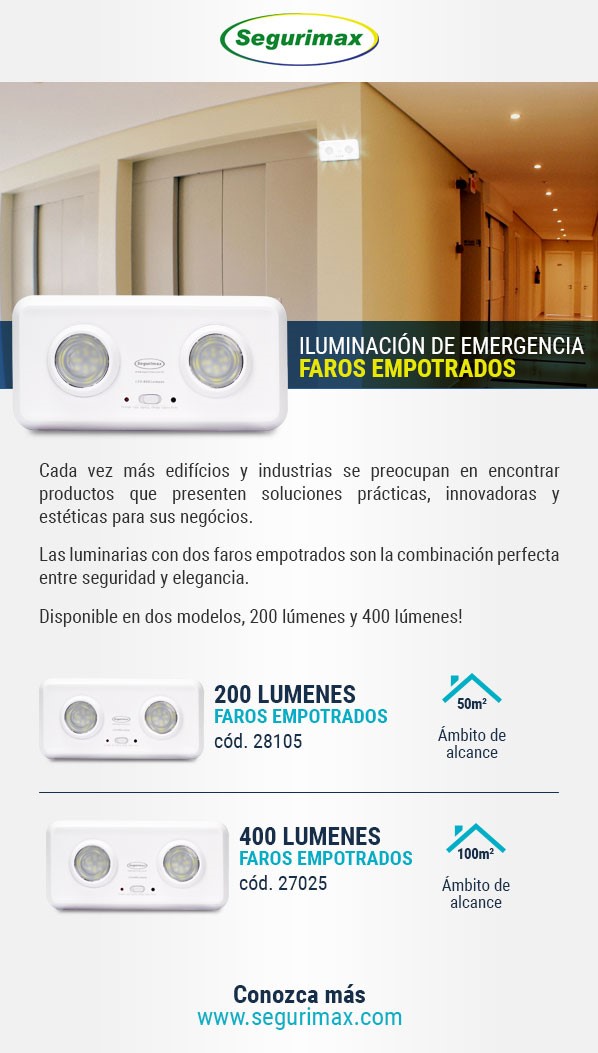 Segurimax
ILUMINACIÓN DE EMERGENCIA
FAROS EMPOTRADOS
Segurimax
Cada vez más edifícios y industrias se preocupan en encontrar
productos que presenten soluciones prácticas, innovadoras y
estéticas para sus negócios.
Las luminarias con dos faros empotrados son la combinación perfecta
entre seguridad y elegancia.
Disponible en dos modelos, 200 lúmenes y 400 lúmenes!
Segurimax
200 LUMENES
FAROS EMPOTRADOS
cód. 28105
50m²
Ámbito de
alcance
Segurimax
400 LUMENES
FAROS EMPOTRADOS
cód. 27025
100m²
Ámbito de
alcance
Conozca más
www.segurimax.com